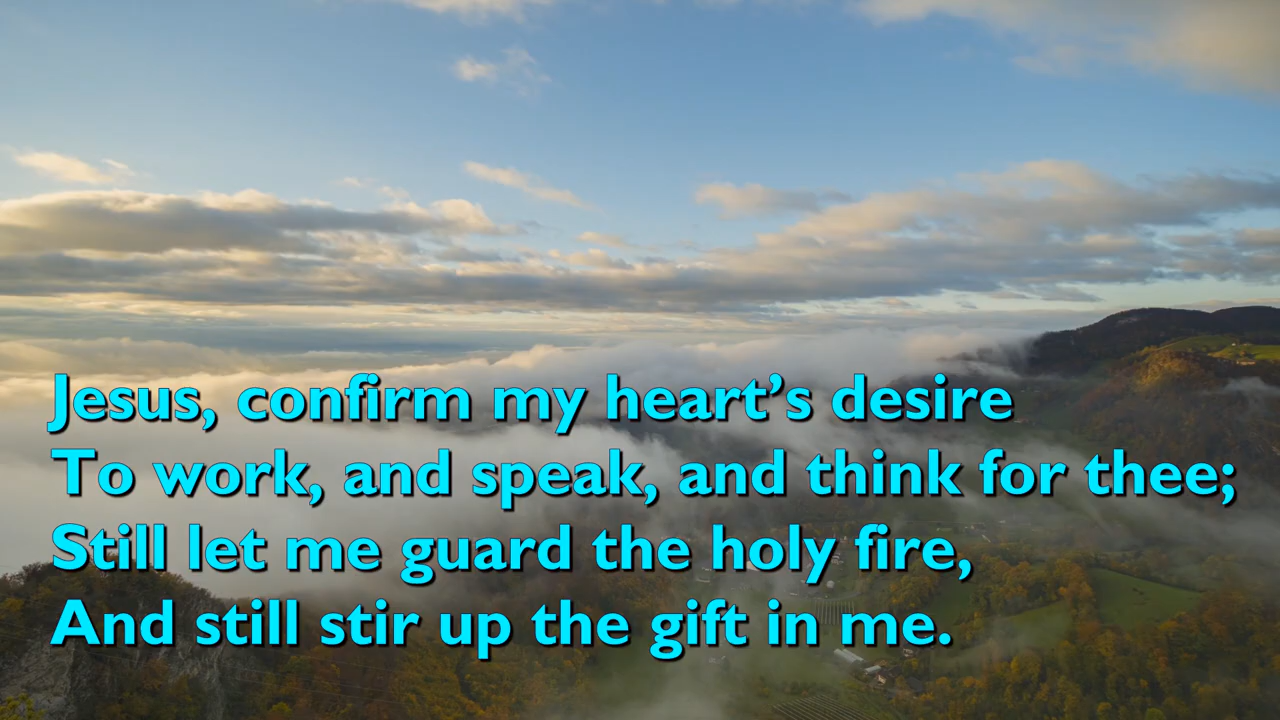 Jesus, confirm my heart’s desire
To work, and speak, and think for thee;
Still let me guard the holy fire,
And still stir up the gift in me.